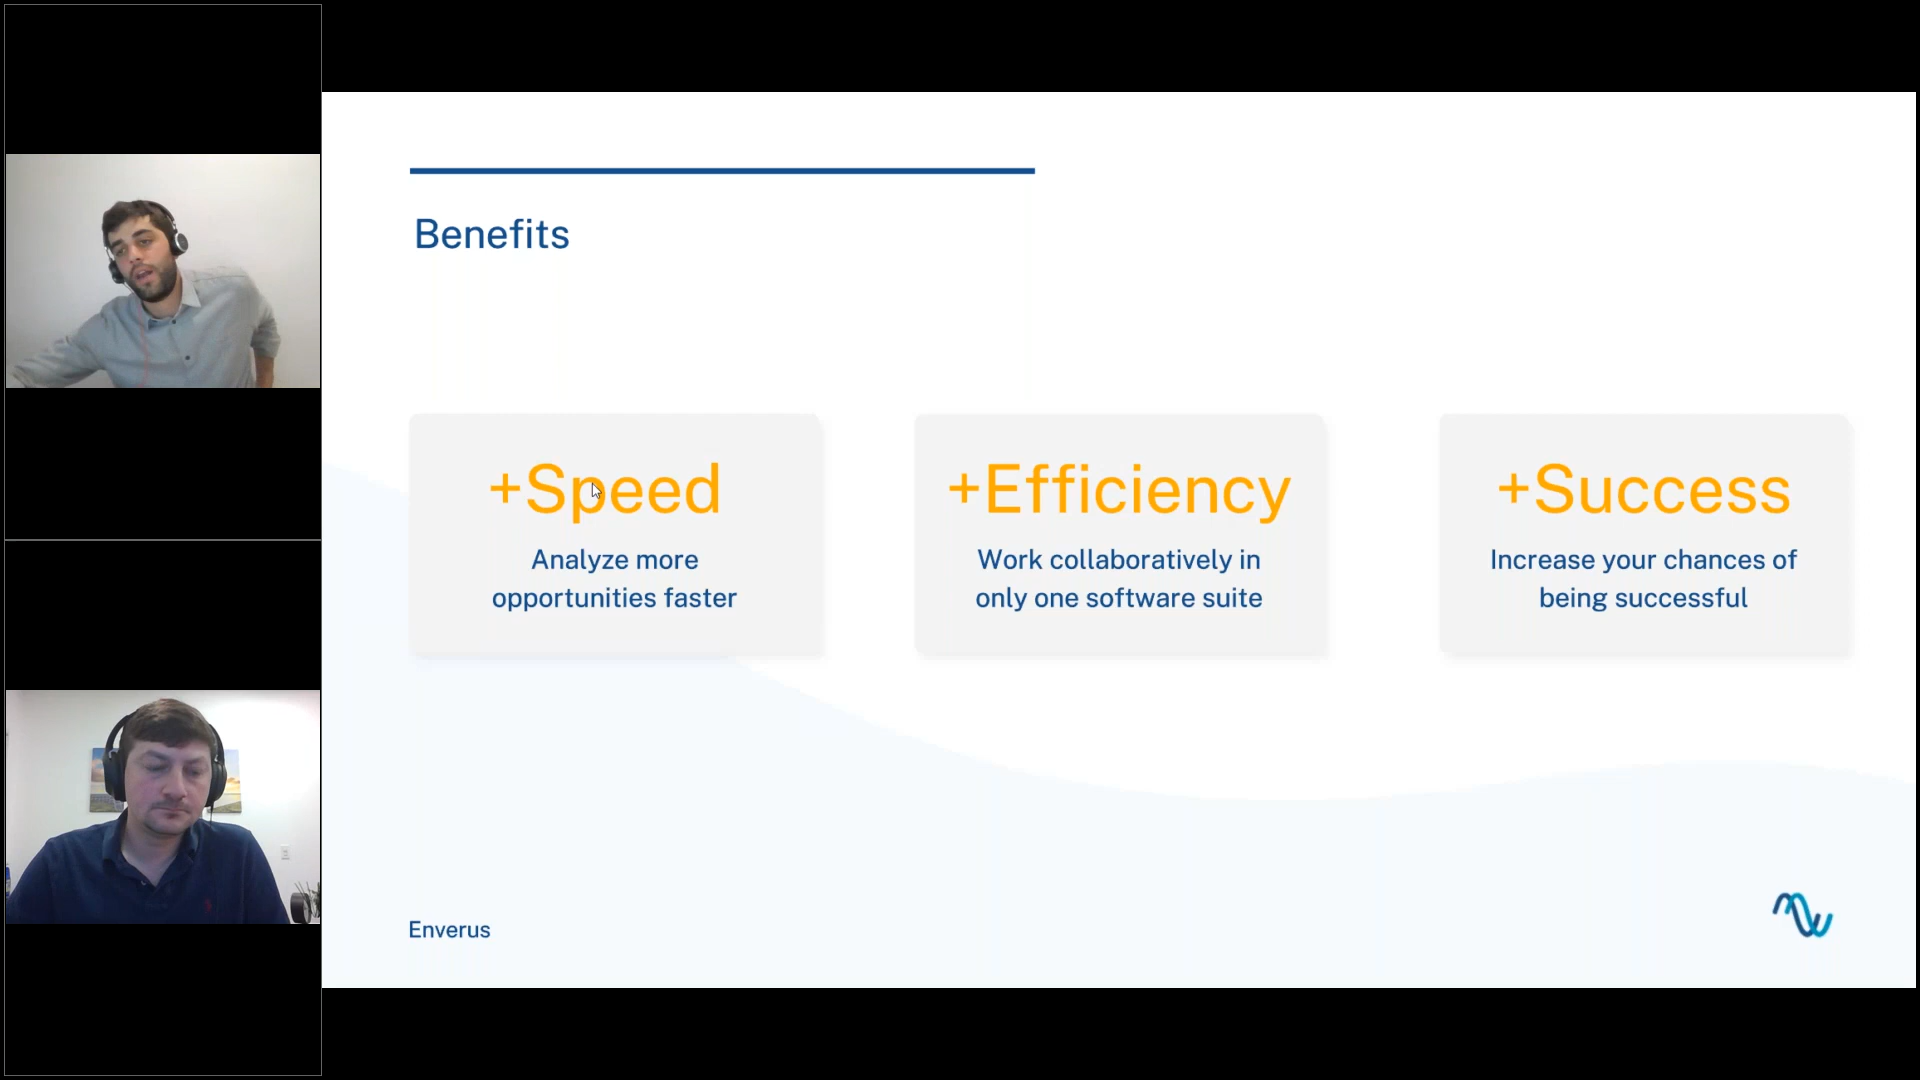 Benefits
+Speed
Analyze more
opportunities faster
+Efficiency
Work collaboratively in
only one software suite
+Success
Increase your chances of
being successful
Enverus